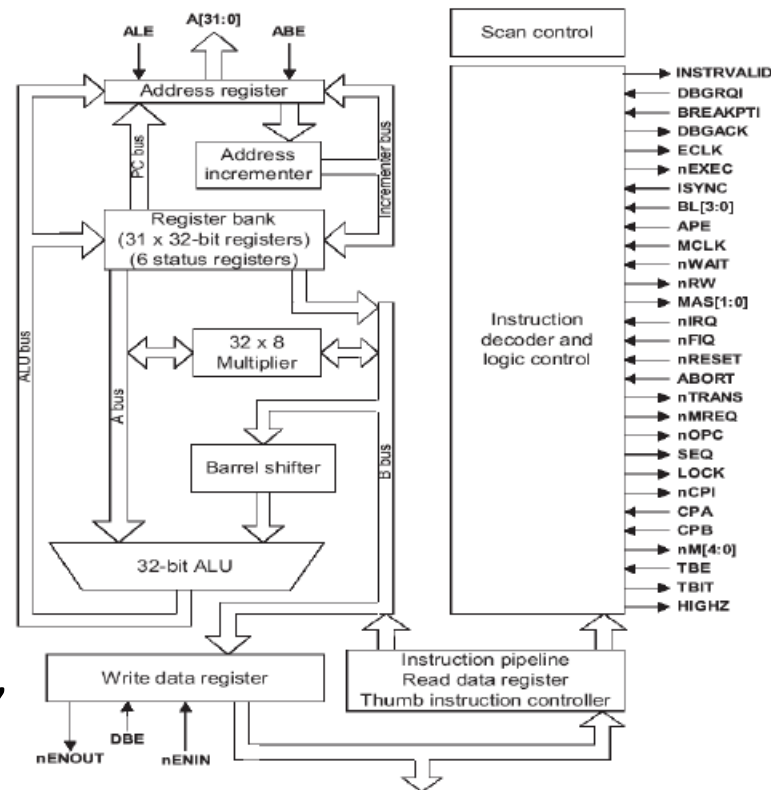 A[31:0]
ALE
ABE
Scan control
Address register
PC bus
Address
incrementer
Incrementer bus
Register bank
(31 x 32-bit registers)
(6 status registers)
ALU bus
A bus
32 x 8
Multiplier
B bus
Barrel shifter
32-bit ALU
Write data register
nENOUT
DBE
nENIN
Instruction pipeline
Read data register
Thumb instruction controller
Instruction
decoder and
logic control
INSTRVALID
DBGRQI
BREAKPTI
DBGACK
ECLK
nEXEC
ISYNC
BL[3:0]
APE
MCLK
nWAIT
nRW
MAS[1:0]
nIRQ
nFIQ
nRESET
ABORT
nTRANS
nMREQ
nOPC
SEQ
LOCK
nCPI
CPA
CPB
nM[4:0]
TBE
TBIT
HIGHZ
,